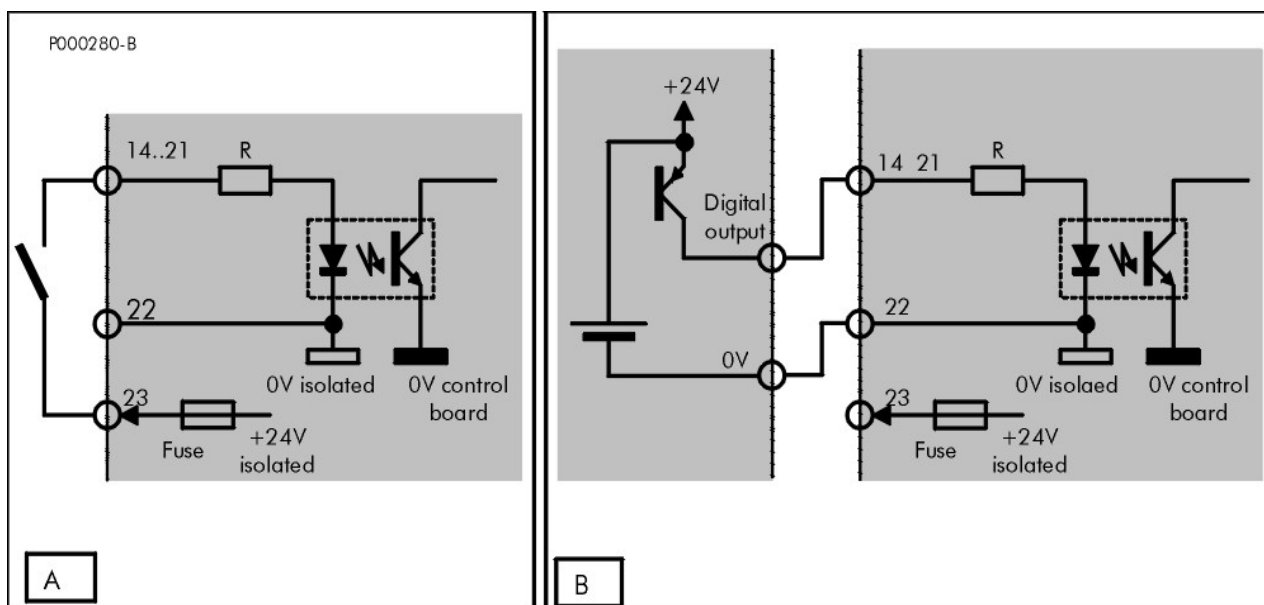 P000280-B
14..21
R
22
0V isolated
0V control
board
23
Fuse
+24V
isolated
A
+24V
Digital
output
0V
14 21
R
22
0V isolaed
0V control
board
23
Fuse
+24V
isolated
B